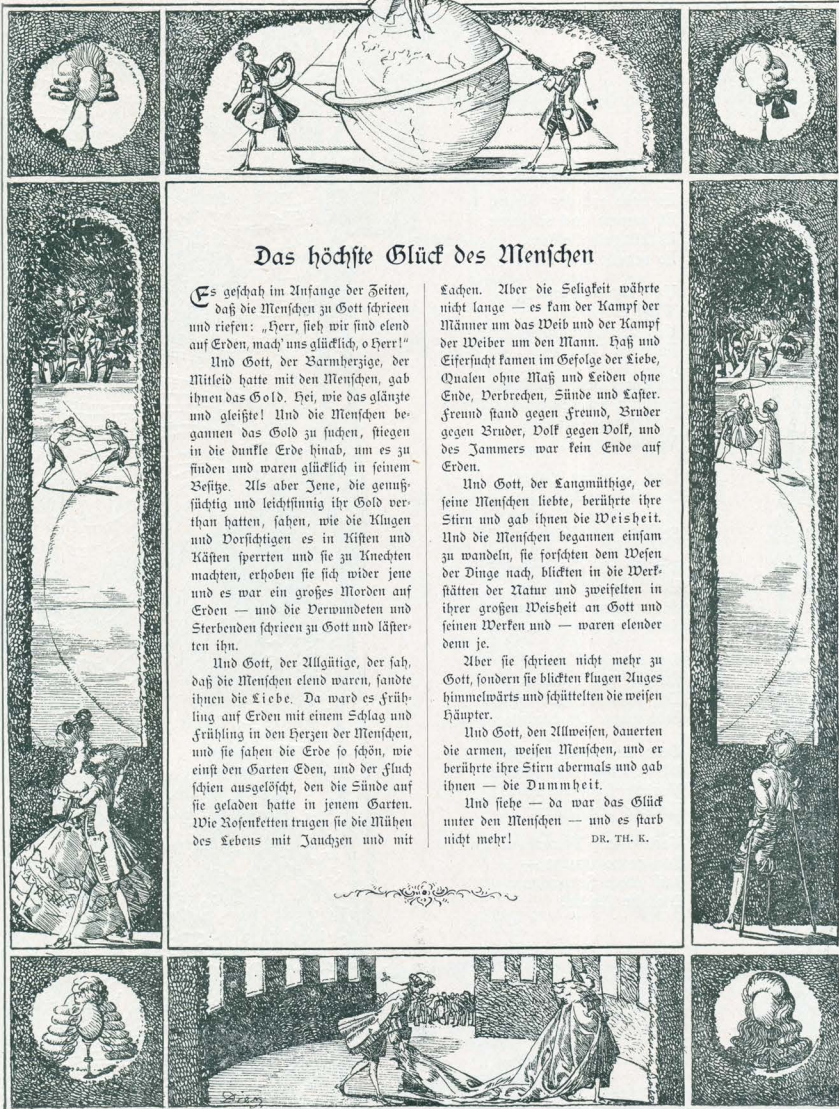 Das höchste Glück des Menschen
Es geschah im Anfange der Zeiten,
daß die Menschen zu Gott schrieen
und riefen: „Herr, sieh wir sind elend
auf Erden, mach' uns glücklich, o Herr!“
Und Gott, der Barmherzige, der
Mitleid hatte mit den Menschen, gab
ihnen das Gold. Hei, wie das glänzte
und gleißte! Und die Menschen be-
gannen das Gold zu suchen, stiegen
in die dunkle Erde hinab, um es zu
finden und waren glücklich in seinem
Besitze. Als aber Jene, die genuß-
süchtig und leichtsinnig ihr Gold ver-
than hatten, sahen, wie die Klugen
und Vorsichtigen es in Kisten und
Kästen sperrten und sie zu Knechten
machten, erhoben sie sich wider jene
und es war ein großes Morden auf
Erden — und die Verwundeten und
Sterbenden schrieen zu Gott und läster-
ten ihn.
Und Gott, der Allgütige, der sah,
daß die Menschen elend waren, sandte
ihnen die Liebe. Da ward es Früh-
ling auf Erden mit einem Schlag und
Frühling in den Herzen der Menschen,
und sie sahen die Erde so schön, wie
einst den Garten Eden, und der Fluch
schien ausgelöscht, den die Sünde auf
sie geladen hatte in jenem Garten.
Wie Rosenketten trugen sie die Mühen
des Lebens mit Jauchzen und mit
Lachen. Aber die Seligkeit währte
nicht lange — es kam der Kampf der
Männer um das Weib und der Kampf
der Weiber um den Mann. Haß und
Eifersucht kamen im Gefolge der Liebe,
Qualen ohne Maß und Leiden ohne
Ende, Verbrechen, Sünde und Laster.
Freund stand gegen Freund, Bruder
gegen Bruder, Volk gegen Volk, und
des Jammers war kein Ende auf
Erden.
Und Gott, der Langmüthige, der
seine Menschen liebte, berührte ihre
Stirn und gab ihnen die Weisheit.
Und die Menschen begannen einsam
zu wandeln, sie forschten dem Wesen
der Dinge nach, blickten in die Werk-
stätten der Natur und zweifelten in
ihrer großen Weisheit an Gott und
seinen Werken und — waren elender
denn je.
Aber sie schrieen nicht mehr zu
Gott, sondern sie blickten klugen Auges
himmelwärts und schüttelten die weisen
Häupter.
Und Gott, den Allweisen, dauerten
die armen, weisen Menschen, und er
berührte ihre Stirn abermals und gab
ihnen — die Dummheit.
Und siehe — da war das Glück
unter den Menschen — und es starb
nicht mehr! DR. TH. K.